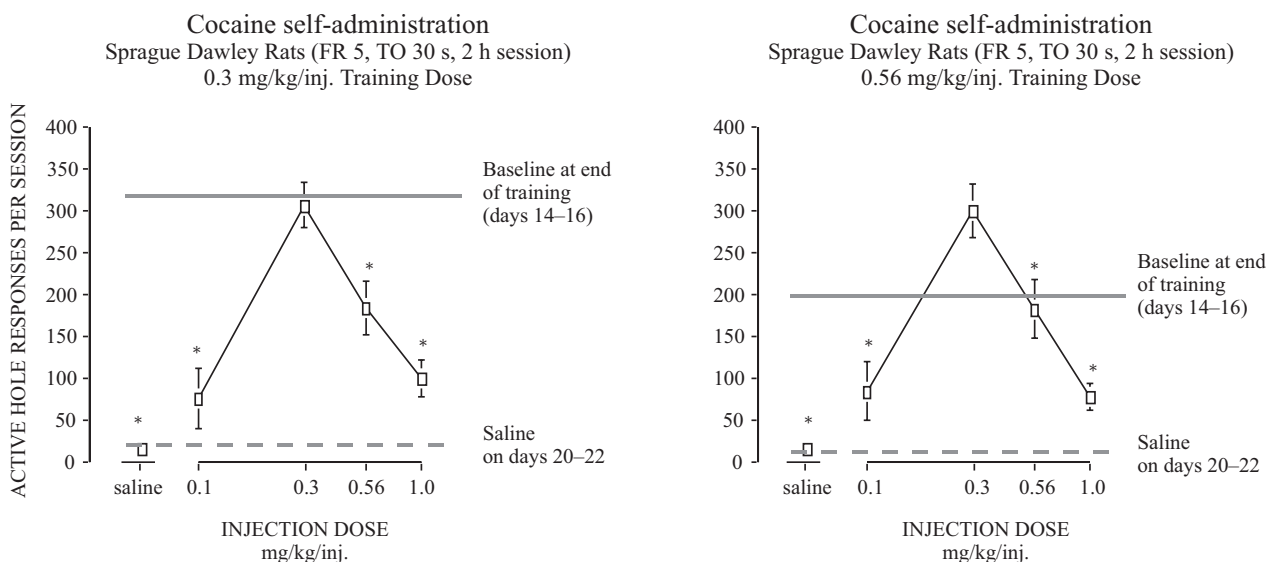 Cocaine self-administration
Sprague Dawley Rats (FR 5, TO 30 s, 2 h session)
0.3 mg/kg/inj. Training Dose
ACTIVE HOLE RESPONSES PER SESSION
400
350
300
250
200
150
100
50
0
*
*
*
*
Baseline at end
of training
(days 14–16)
Saline
on days 20–22
saline 0.1 0.3 0.56 1.0
INJECTION DOSE
mg/kg/inj.
Cocaine self-administration
Sprague Dawley Rats (FR 5, TO 30 s, 2 h session)
0.56 mg/kg/inj. Training Dose
400
350
300
250
200
150
100
50
0
*
*
*
*
Baseline at end
of training
(days 14–16)
Saline
on days 20–22
saline 0.1 0.3 0.56 1.0
INJECTION DOSE
mg/kg/inj.